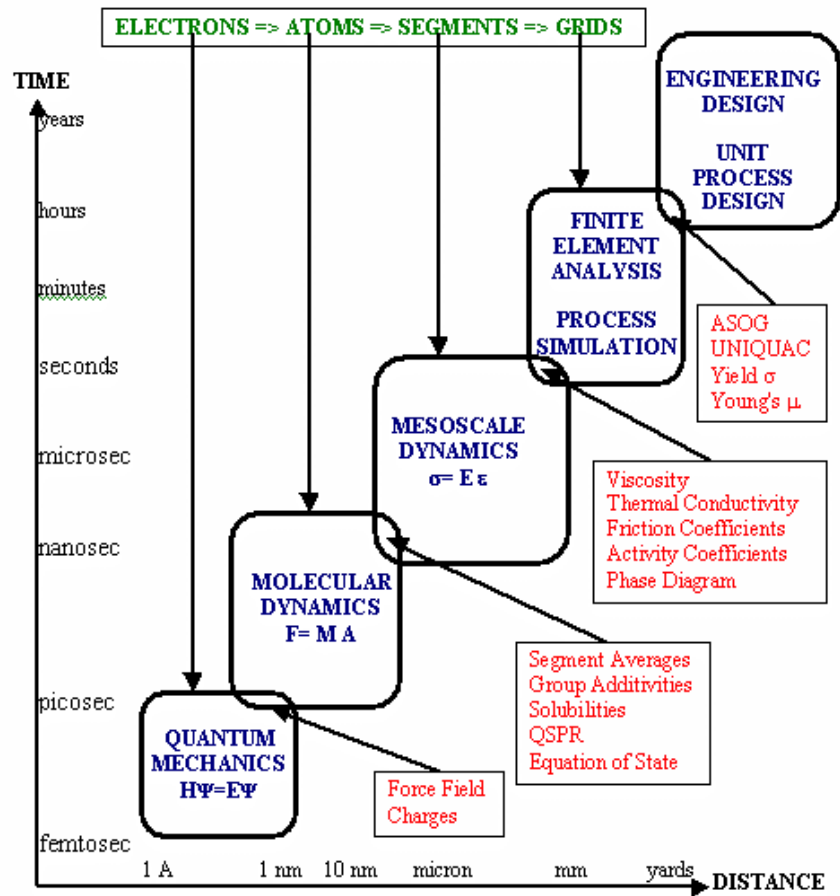 ELECTRONS => ATOMS => SEGMENTS => GRIDS
TIME
years
hours
minutes
seconds
microsec
nanosec
picosec
femtosec
ENGINEERING
DESIGN
UNIT
PROCESS
DESIGN
FINITE
ELEMENT
ANALYSIS
PROCESS
SIMULATION
ASOG
UNIQUAC
Yield σ
Young's μ
MESOSCALE
DYNAMICS
σ= E ε
Viscosity
Thermal Conductivity
Friction Coefficients
Activity Coefficients
Phase Diagram
MOLECULAR
DYNAMICS
F= M A
Segment Averages
Group Additivities
Solubilities
QSPR
Equation of State
QUANTUM
MECHANICS
HΨ=EΨ
Force Field
Charges
1 A
1 nm
10 nm
micron
mm
yards
DISTANCE